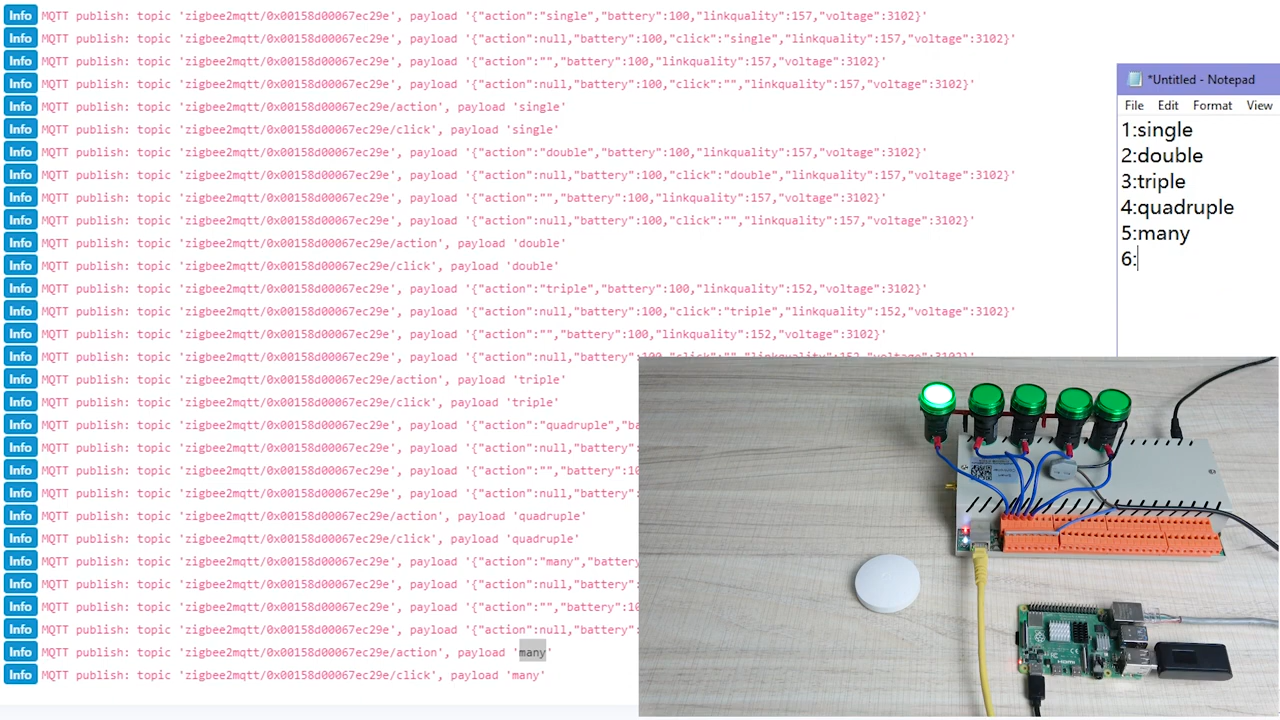 Info MQTT publish: topic 'zigbee2mqtt/0x00158d00067ec29e', payload '{"action":"single","battery":100,"linkquality":157,"voltage":3102}'
Info MQTT publish: topic 'zigbee2mqtt/0x00158d00067ec29e', payload '{"action":null,"battery":100,"click":"single","linkquality":157,"voltage":3102}'
Info MQTT publish: topic 'zigbee2mqtt/0x00158d00067ec29e', payload '{"action":"","battery":100,"linkquality":157,"voltage":3102}'
Info MQTT publish: topic 'zigbee2mqtt/0x00158d00067ec29e', payload '{"action":null,"battery":100,"click":"","linkquality":157,"voltage":3102}'
Info MQTT publish: topic 'zigbee2mqtt/0x00158d00067ec29e/action', payload 'single'
Info MQTT publish: topic 'zigbee2mqtt/0x00158d00067ec29e/click', payload 'single'
Info MQTT publish: topic 'zigbee2mqtt/0x00158d00067ec29e', payload '{"action":"double","battery":100,"linkquality":157,"voltage":3102}'
Info MQTT publish: topic 'zigbee2mqtt/0x00158d00067ec29e', payload '{"action":null,"battery":100,"click":"double","linkquality":157,"voltage":3102}'
Info MQTT publish: topic 'zigbee2mqtt/0x00158d00067ec29e', payload '{"action":"","battery":100,"linkquality":157,"voltage":3102}'
Info MQTT publish: topic 'zigbee2mqtt/0x00158d00067ec29e', payload '{"action":null,"battery":100,"click":"","linkquality":157,"voltage":3102}'
Info MQTT publish: topic 'zigbee2mqtt/0x00158d00067ec29e/action', payload 'double'
Info MQTT publish: topic 'zigbee2mqtt/0x00158d00067ec29e/click', payload 'double'
Info MQTT publish: topic 'zigbee2mqtt/0x00158d00067ec29e', payload '{"action":"triple","battery":100,"linkquality":152,"voltage":3102}'
Info MQTT publish: topic 'zigbee2mqtt/0x00158d00067ec29e', payload '{"action":null,"battery":100,"click":"triple","linkquality":152,"voltage":3102}'
Info MQTT publish: topic 'zigbee2mqtt/0x00158d00067ec29e', payload '{"action":"","battery":100,"linkquality":152,"voltage":3102}'
Info MQTT publish: topic 'zigbee2mqtt/0x00158d00067ec29e', payload '{"action":null,"battery":100,"click":"","linkquality":152,"voltage":3102}'
Info MQTT publish: topic 'zigbee2mqtt/0x00158d00067ec29e/action', payload 'triple'
Info MQTT publish: topic 'zigbee2mqtt/0x00158d00067ec29e/click', payload 'triple'
Info MQTT publish: topic 'zigbee2mqtt/0x00158d00067ec29e', payload '{"action":"quadruple","ba
Info MQTT publish: topic 'zigbee2mqtt/0x00158d00067ec29e', payload '{"action":null,"battery":
Info MQTT publish: topic 'zigbee2mqtt/0x00158d00067ec29e', payload '{"action":"","battery":10
Info MQTT publish: topic 'zigbee2mqtt/0x00158d00067ec29e', payload '{"action":null,"battery":
Info MQTT publish: topic 'zigbee2mqtt/0x00158d00067ec29e/action', payload 'quadruple'
Info MQTT publish: topic 'zigbee2mqtt/0x00158d00067ec29e/click', payload 'quadruple'
Info MQTT publish: topic 'zigbee2mqtt/0x00158d00067ec29e', payload '{"action":"many","battery
Info MQTT publish: topic 'zigbee2mqtt/0x00158d00067ec29e', payload '{"action":null,"battery":
Info MQTT publish: topic 'zigbee2mqtt/0x00158d00067ec29e', payload '{"action":"","battery":10
Info MQTT publish: topic 'zigbee2mqtt/0x00158d00067ec29e', payload '{"action":null,"battery":
Info MQTT publish: topic 'zigbee2mqtt/0x00158d00067ec29e/action', payload 'many'
Info MQTT publish: topic 'zigbee2mqtt/0x00158d00067ec29e/click', payload 'many'
*Untitled - Notepad
File Edit Format View
1:single
2:double
3:triple
4:quadruple
5:many
6:
HDMI